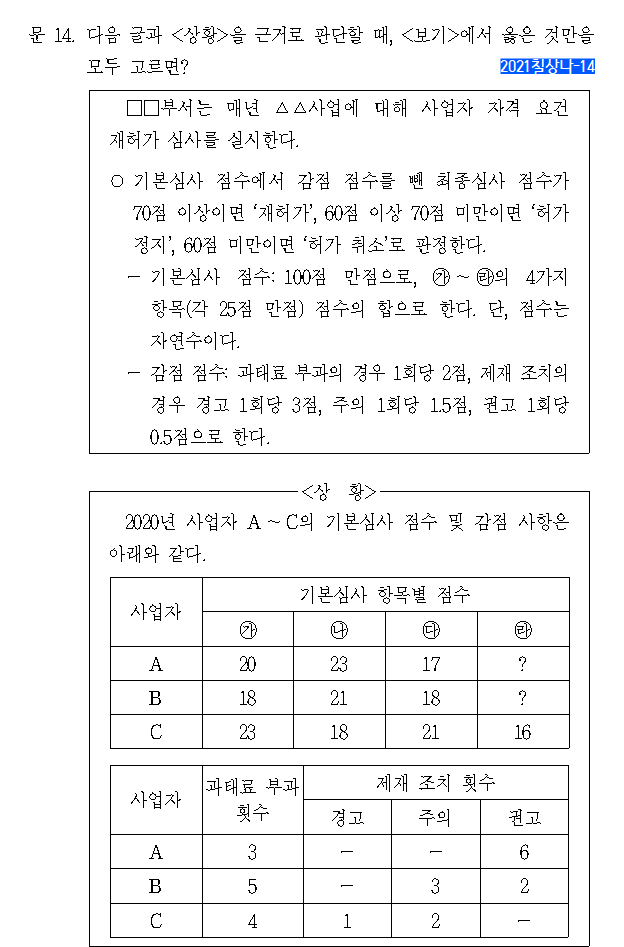 문 14. 다음 글과 <상황>을 근거로 판단할 때, <보기>에서 옳은 것만을
모두 고르면?
2021칠상나-14
□□부서는 매년 △△사업에 대해 사업자 자격 요건
재허가 심사를 실시한다.
○ 기본심사 점수에서 감점 점수를 뺀 최종심사 점수가
70점 이상이면 ‘재허가’, 60점 이상 70점 미만이면 ‘허가
정지’, 60점 미만이면 ‘허가 취소’로 판정한다.
- 기본심사 점수: 100점 만점으로, ㉮～㉱의 4가지
항목(각 25점 만점) 점수의 합으로 한다. 단, 점수는
자연수이다.
- 감점 점수: 과태료 부과의 경우 1회당 2점, 제재 조치의
경우 경고 1회당 3점, 주의 1회당 1.5점, 권고 1회당
0.5점으로 한다.
<상 황>
2020년 사업자 A～C의 기본심사 점수 및 감점 사항은
아래와 같다.
사업자 기본심사 항목별 점수
㉮ ㉯ ㉰ ㉱
A 20 23 17 ?
B 18 21 18 ?
C 23 18 21 16
사업자 과태료 부과 횟수 제재 조치 횟수
경고 주의 권고
A 3 - - 6
B 5 - 3 2
C 4 1 2 -